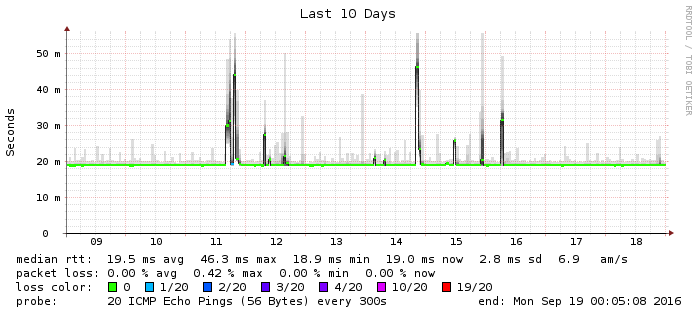 Last 10 Days
RRDTOOL / TOBI OETIKER
Seconds
50 m
40 m
30 m
20 m
10 m
0
09 10 11 12 13 14 15 16 17 18
median rtt: 19.5 ms avg 46.3 ms max 18.9 ms min 19.0 ms now 2.8 ms sd 6.9 am/s
packet loss: 0.00 % avg 0.42 % max 0.00 % min 0.00 % now
loss color: 0 1/20 2/20 3/20 4/20 10/20 19/20
probe: 20 ICMP Echo Pings (56 Bytes) every 300s end: Mon Sep 19 00:05:08 2016